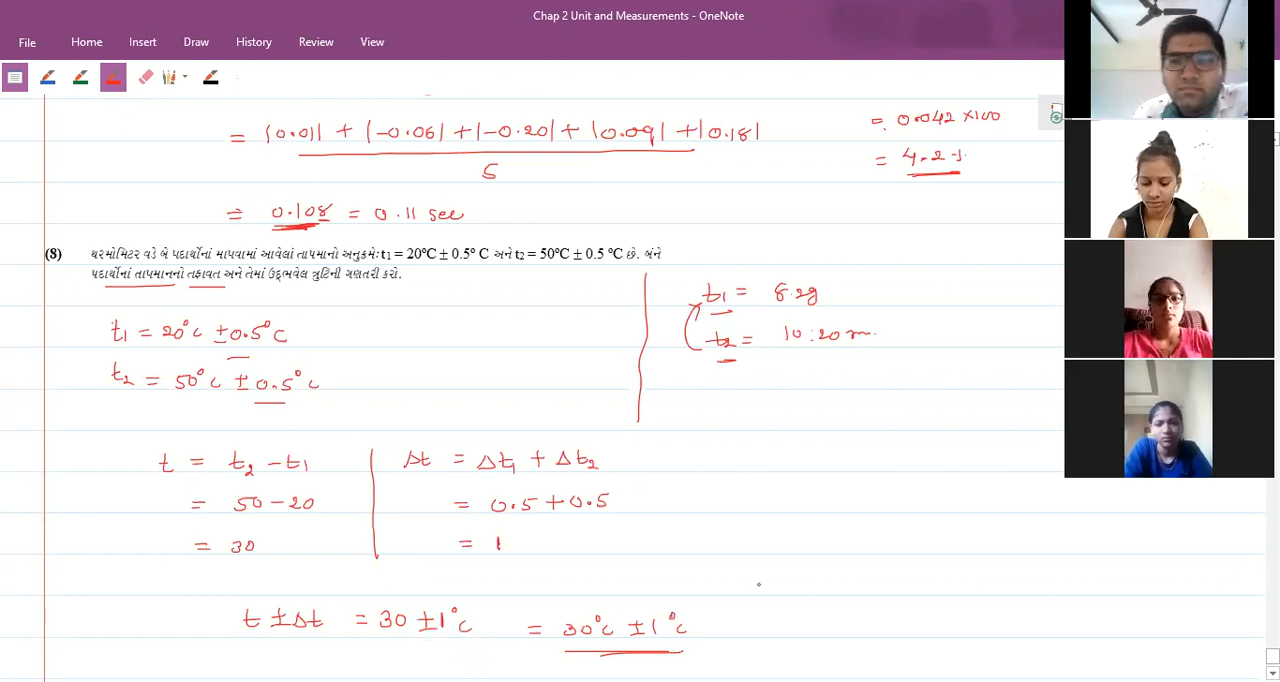 Chap 2 Unit and Measurements - OneNote
File Home Insert Draw History Review View
= |0.01| + |-0.06| + |-0.20| + |0.09| + |0.18|
5
= 0.042 ×100
= 4.2 %
= 0.108 = 0.11 sec
(8) થરમોમિટર વડે બે પદાર્થોનાં માપવામાં આવેલાં તાપમાનો અનુક્રમેઃ t1 = 20°C ± 0.5° C અને t2 = 50°C ± 0.5 °C છે. બંને
પદાર્થોનાં તાપમાનનો તફાવત અને તેમાં ઉદ્ભવેલ ત્રુટિની ગણતરી કરો.
t1 = 20°C ± 0.5°C
t2 = 50°C ± 0.5°C
t1 = 8.2g
t2 = 10:20 m.
t = t2 - t1
= 50 - 20
= 30
Δt = Δt1 + Δt2
= 0.5 + 0.5
= 1
t ± Δt = 30 ± 1°C = 30°C ± 1°C